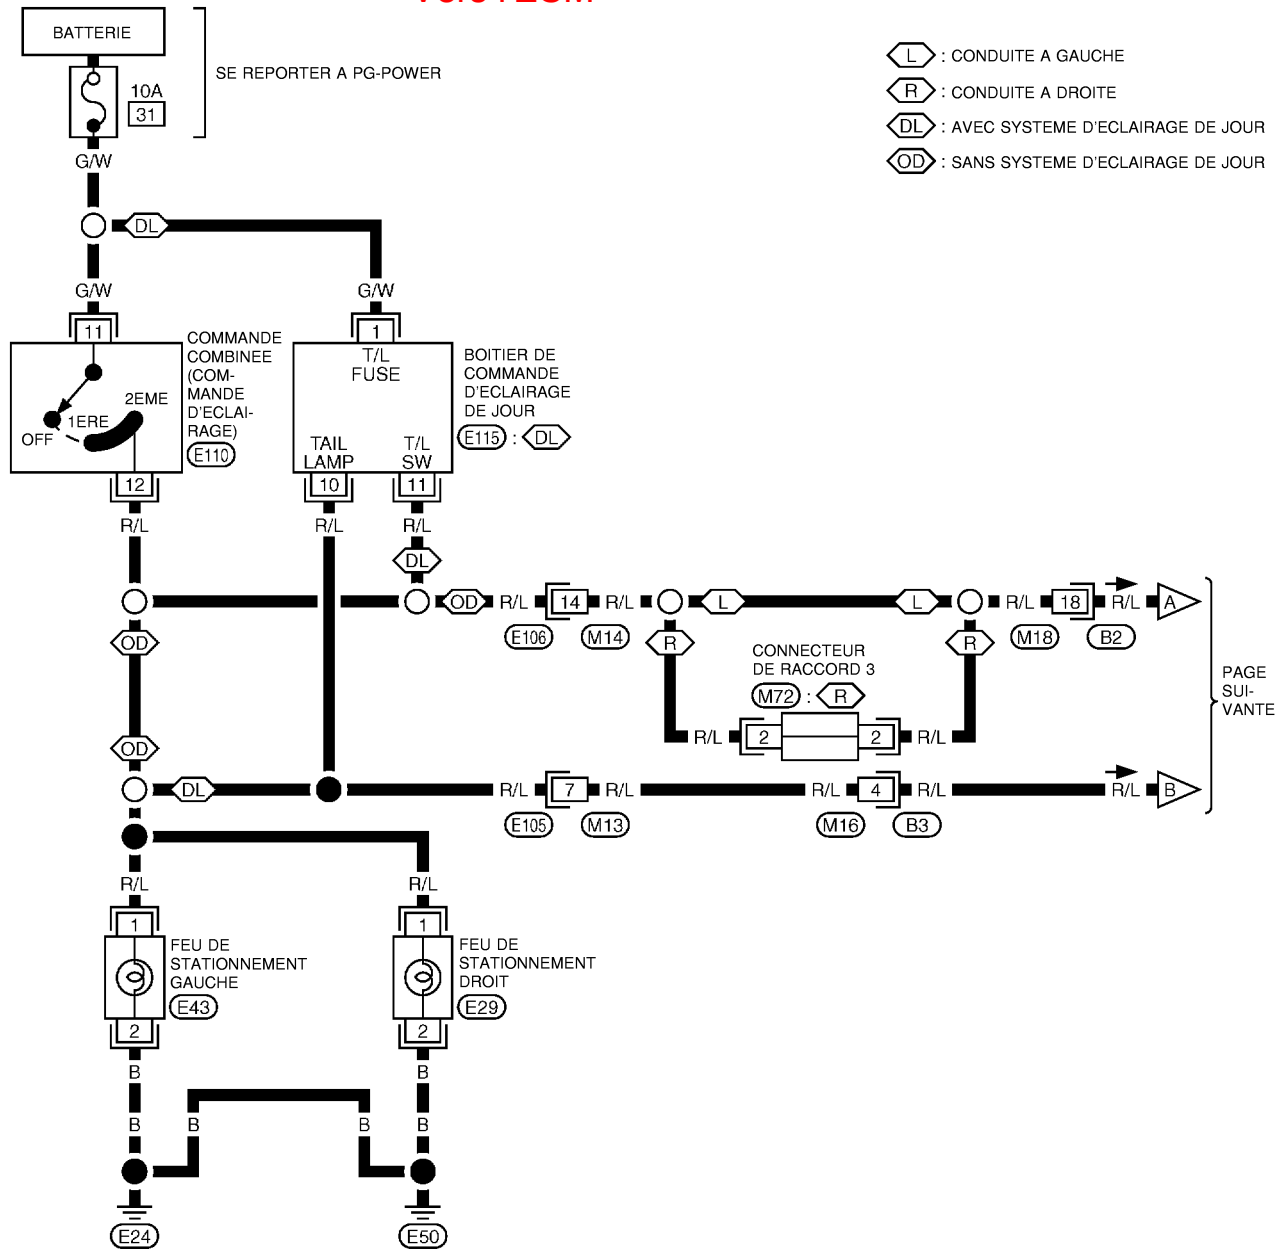 BATTERIE
10A
31
SE REPORTER A PG-POWER
L : CONDUITE A GAUCHE
R : CONDUITE A DROITE
DL : AVEC SYSTEME D'ECLAIRAGE DE JOUR
OD : SANS SYSTEME D'ECLAIRAGE DE JOUR
G/W
DL
G/W
G/W
11
1
COMMANDE
COMBINEE
(COM-
MANDE
D'ECLAI-
RAGE)
E110
2EME
1ERE
OFF
T/L
FUSE
TAIL
LAMP
T/L
SW
BOITIER DE
COMMANDE
D'ECLAIRAGE
DE JOUR
E115 : DL
12
10
11
R/L
R/L
R/L
DL
OD
R/L
14
R/L
L
L
R/L
18
R/L
A
OD
E106
M14
R
R
M18
B2
CONNECTEUR
DE RACCORD 3
M72 : R
R/L
2
2
R/L
PAGE
SUI-
VANTE
OD
DL
R/L
7
R/L
R/L
4
R/L
R/L
B
E105
M13
M16
B3
R/L
R/L
1
1
FEU DE
STATIONNEMENT
GAUCHE
E43
FEU DE
STATIONNEMENT
DROIT
E29
2
2
B
B
B
B
B
B
E24
E50